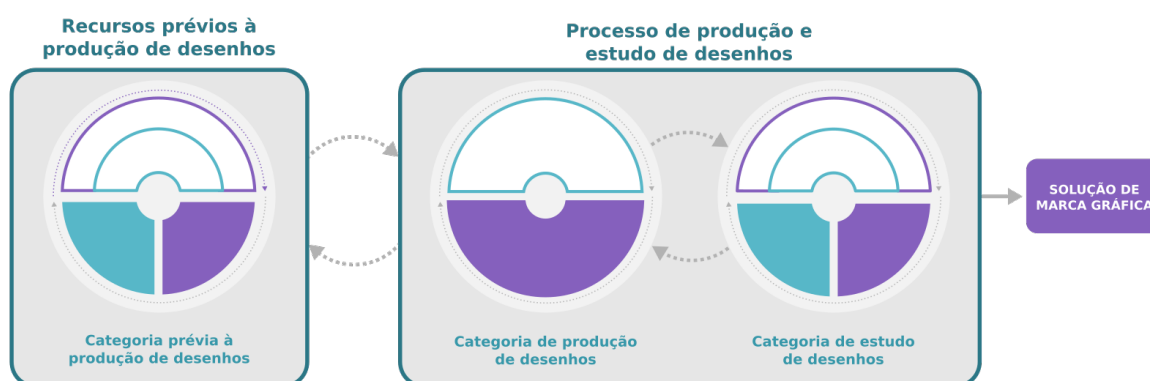 Recursos prévios à
produção de desenhos
Processo de produção e
estudo de desenhos
Categoria prévia à
produção de desenhos
Categoria de produção
de desenhos
Categoria de estudo
de desenhos
SOLUÇÃO DE
MARCA GRÁFICA